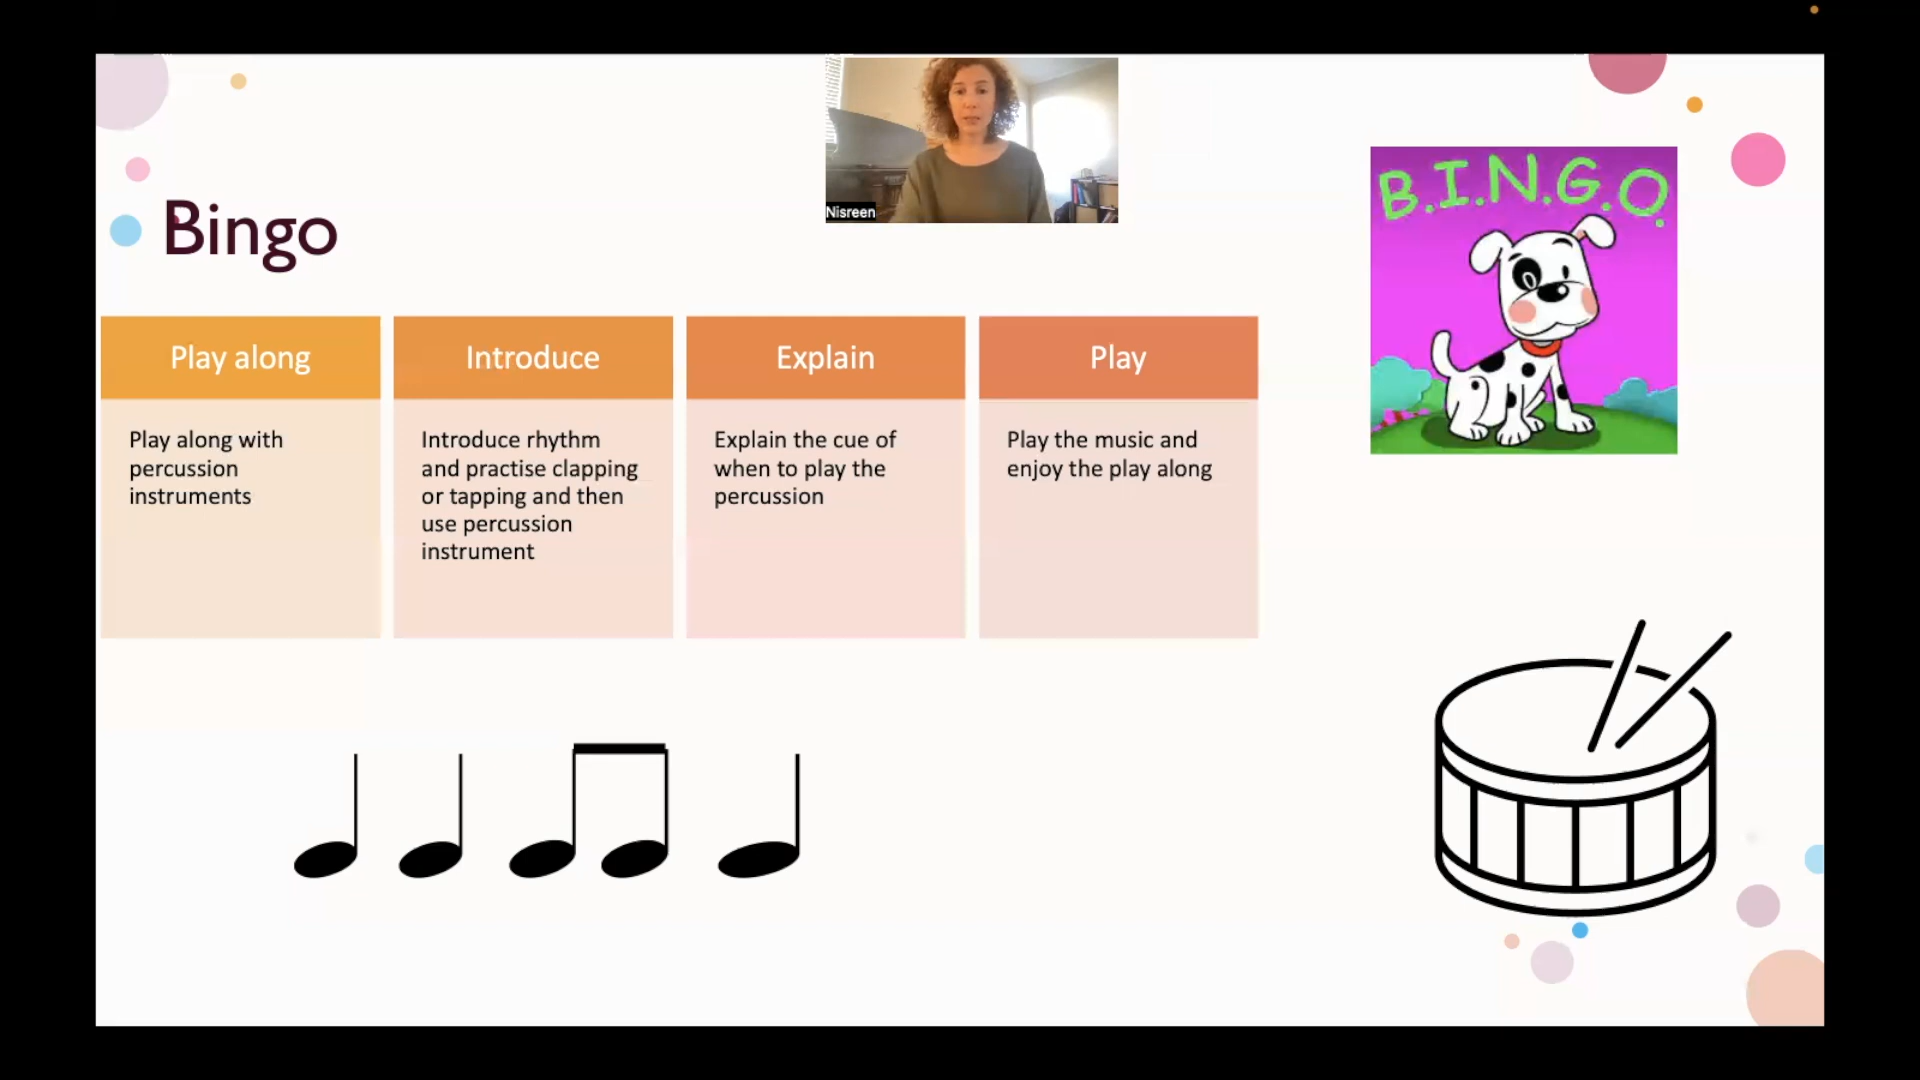 Nisreen
B.I.N.G.O.
Bingo
Play along
Play along with
percussion
instruments
Introduce
Introduce rhythm
and practise clapping
or tapping and then
use percussion
instrument
Explain
Explain the cue of
when to play the
percussion
Play
Play the music and
enjoy the play along